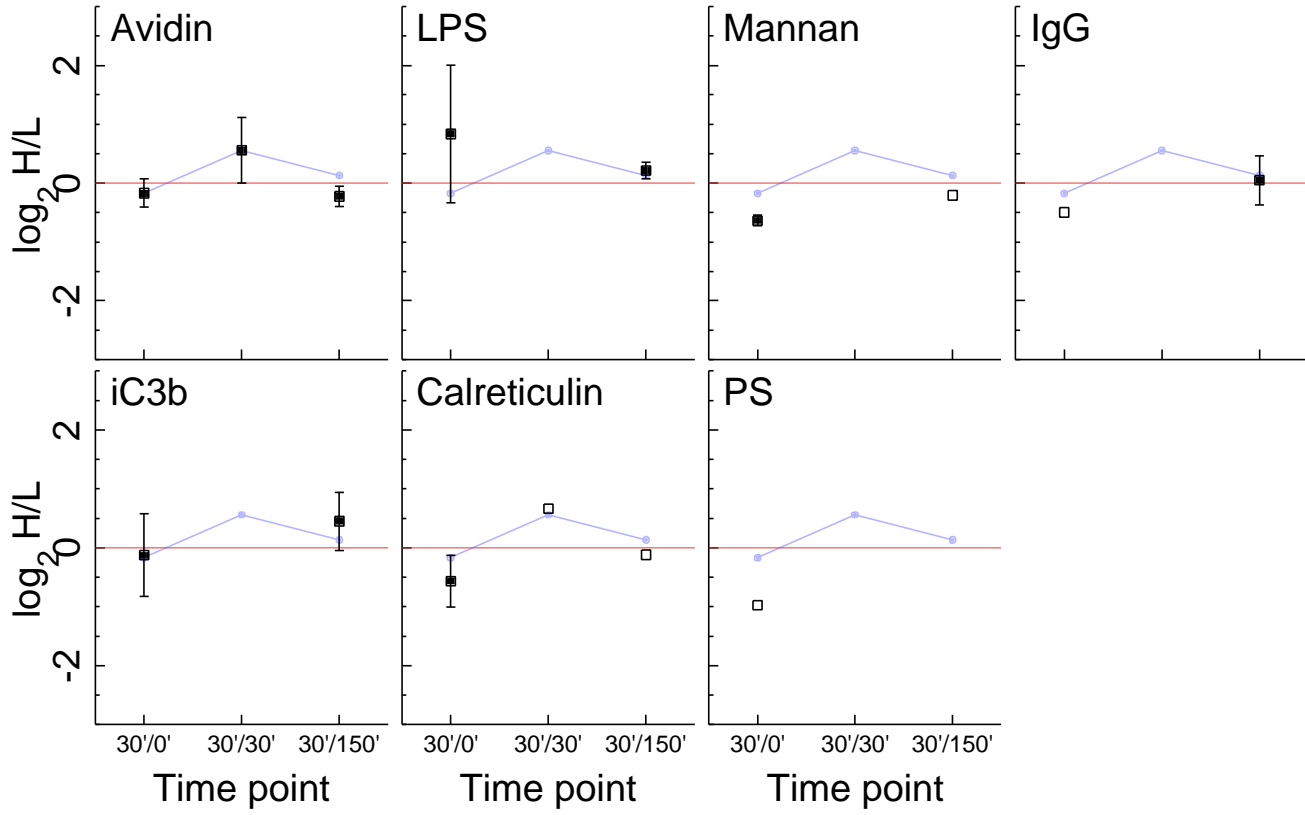 Avidin LPS Mannan IgG
2
0
-2
log2 H/L
iC3b Calreticulin PS
2
0
-2
log2 H/L
30'/0' 30'/30' 30'/150' 30'/0' 30'/30' 30'/150' 30'/0' 30'/30' 30'/150'
Time point Time point Time point